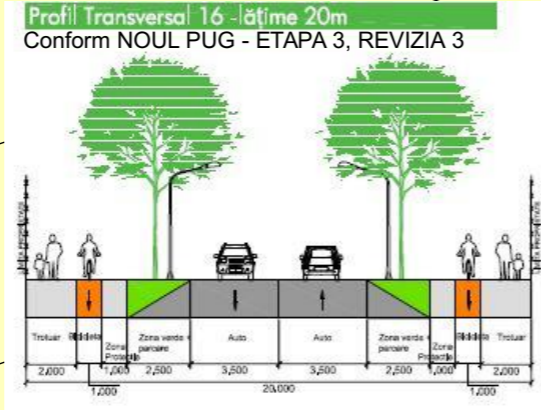 Profil Transversal 16 - lățime 20m
Conform NOUL PUG - ETAPA 3, REVIZIA 3
Trotuar
Bicicleta
Zona Protecție
Zona verde + parcare
Auto
Auto
Zona verde + parcare
Zona Protecție
Bicicleta
Trotuar
2,000 1,000 2,500 3,500 3,500 2,500 1,000 2,000
1,000 20,000 1,000